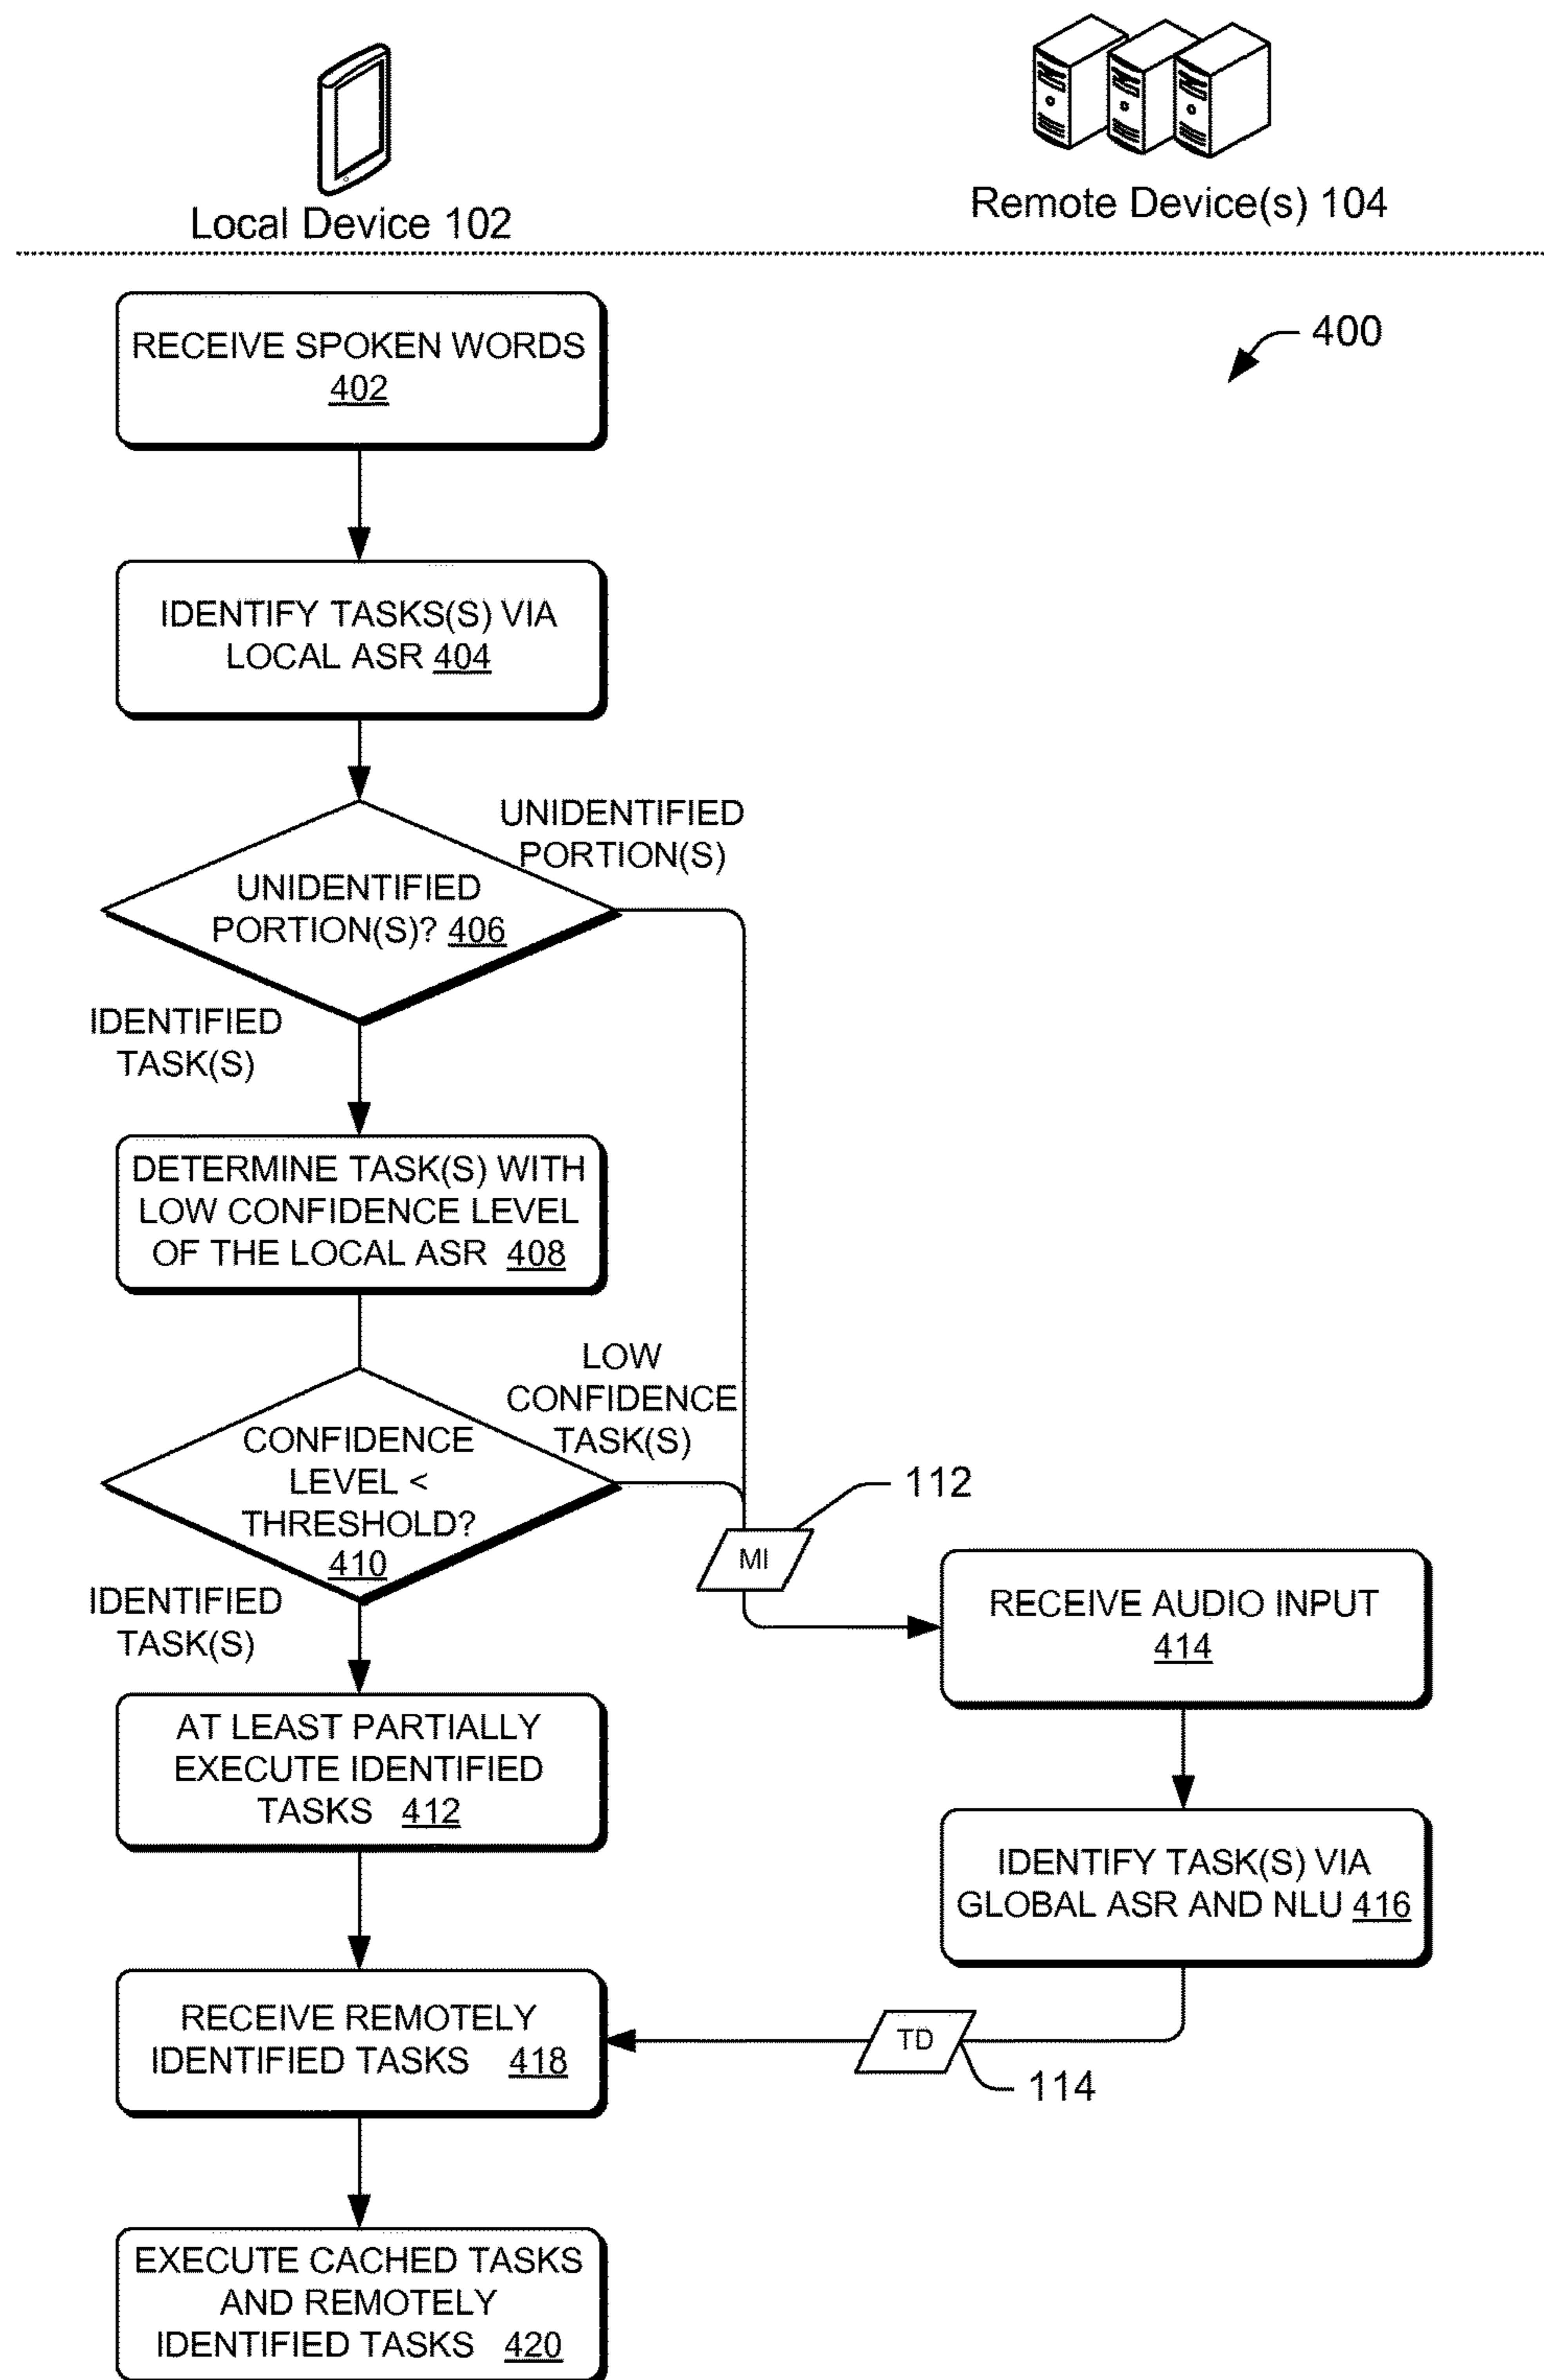 Local Device 102
Remote Device(s) 104
400
RECEIVE SPOKEN WORDS
402
IDENTIFY TASKS(S) VIA
LOCAL ASR 404
UNIDENTIFIED
PORTION(S)
UNIDENTIFIED
PORTION(S)? 406
IDENTIFIED
TASK(S)
DETERMINE TASK(S) WITH
LOW CONFIDENCE LEVEL
OF THE LOCAL ASR 408
LOW
CONFIDENCE
TASK(S)
CONFIDENCE
LEVEL <
THRESHOLD?
410
112
MI
IDENTIFIED
TASK(S)
RECEIVE AUDIO INPUT
414
AT LEAST PARTIALLY
EXECUTE IDENTIFIED
TASKS 412
IDENTIFY TASK(S) VIA
GLOBAL ASR AND NLU 416
RECEIVE REMOTELY
IDENTIFIED TASKS 418
TD
114
EXECUTE CACHED TASKS
AND REMOTELY
IDENTIFIED TASKS 420